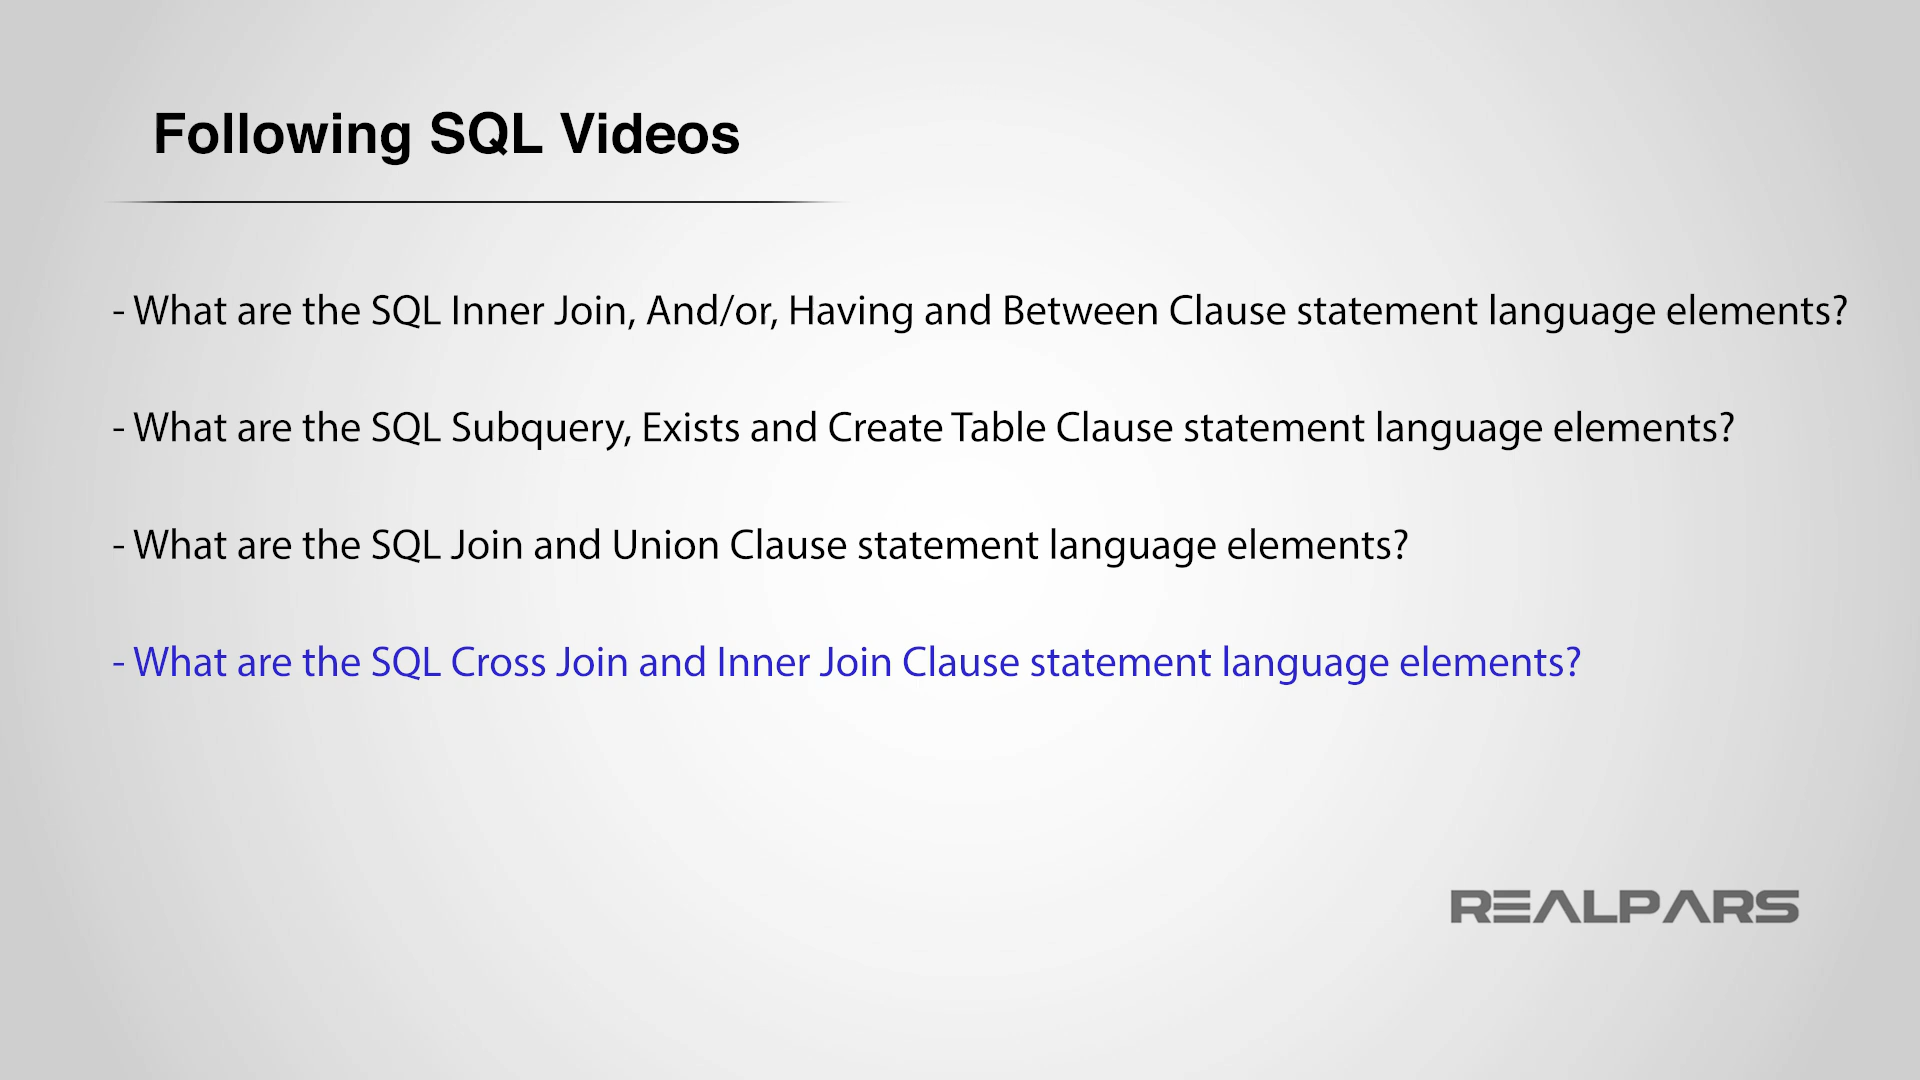 Following SQL Videos
- What are the SQL Inner Join, And/or, Having and Between Clause statement language elements?
- What are the SQL Subquery, Exists and Create Table Clause statement language elements?
- What are the SQL Join and Union Clause statement language elements?
- What are the SQL Cross Join and Inner Join Clause statement language elements?
REALPARS